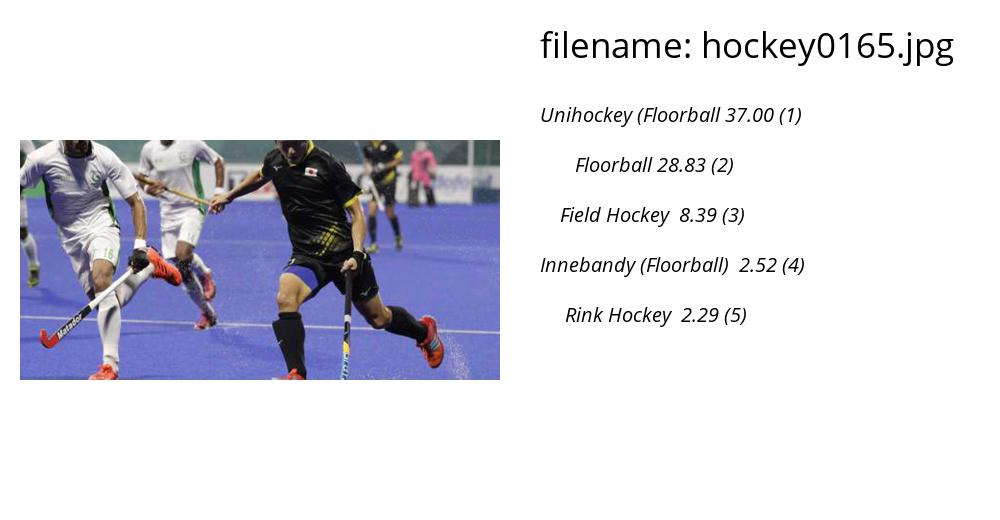 filename: hockey0165.jpg
Unihockey (Floorball 37.00 (1)
Floorball 28.83 (2)
Field Hockey 8.39 (3)
Innebandy (Floorball) 2.52 (4)
Rink Hockey 2.29 (5)
16
Matador